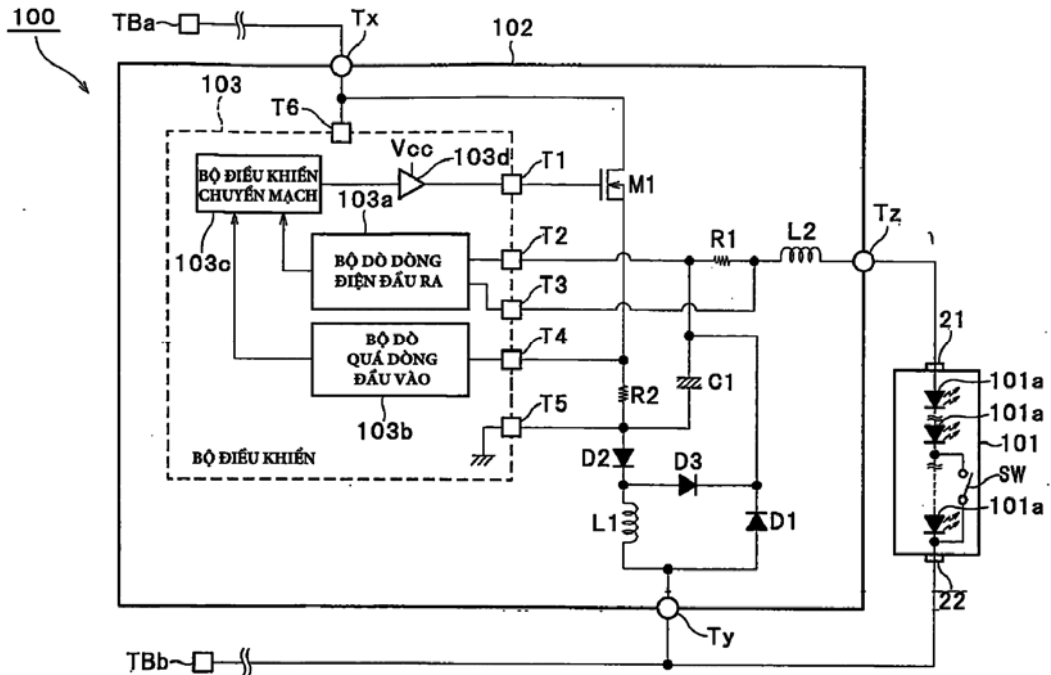 100
TBa
Tx
102
103
T6
Vcc
103d
T1
BỘ ĐIỀU KHIỂN
CHUYỂN MẠCH
M1
103a
103c
T2
R1
L2
Tz
BỘ DÒ DÒNG
ĐIỆN ĐẦU RA
T3
T4
BỘ DÒ
QUÁ DÒNG
ĐẦU VÀO
R2
C1
21
101a
101a
101
SW
101a
T5
103b
BỘ ĐIỀU KHIỂN
D2
D3
L1
D1
22
Ty
TBb